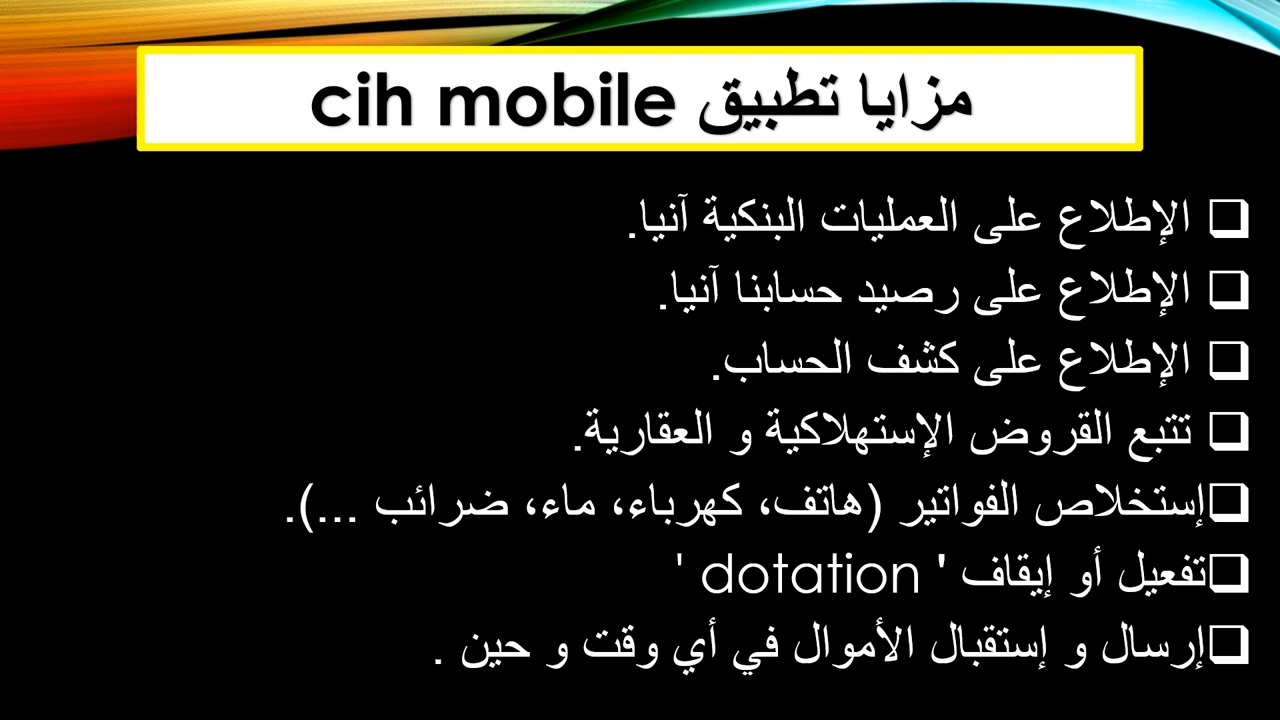 مزايا تطبيق cih mobile
❑ الإطلاع على العمليات البنكية آنيا.
❑ الإطلاع على رصيد حسابنا آنيا.
❑ الإطلاع على كشف الحساب.
❑ تتبع القروض الإستهلاكية و العقارية.
❑إستخلاص الفواتير (هاتف، كهرباء، ماء، ضرائب ...).
❑تفعيل أو إيقاف ' dotation '
❑إرسال و إستقبال الأموال في أي وقت و حين .